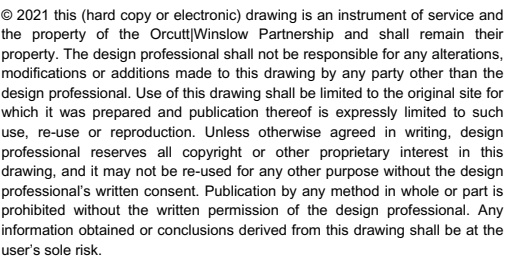 © 2021 this (hard copy or electronic) drawing is an instrument of service and
the property of the Orcutt|Winslow Partnership and shall remain their
property. The design professional shall not be responsible for any alterations,
modifications or additions made to this drawing by any party other than the
design professional. Use of this drawing shall be limited to the original site for
which it was prepared and publication thereof is expressly limited to such
use, re-use or reproduction. Unless otherwise agreed in writing, design
professional reserves all copyright or other proprietary interest in this
drawing, and it may not be re-used for any other purpose without the design
professional's written consent. Publication by any method in whole or part is
prohibited without the written permission of the design professional. Any
information obtained or conclusions derived from this drawing shall be at the
user's sole risk.